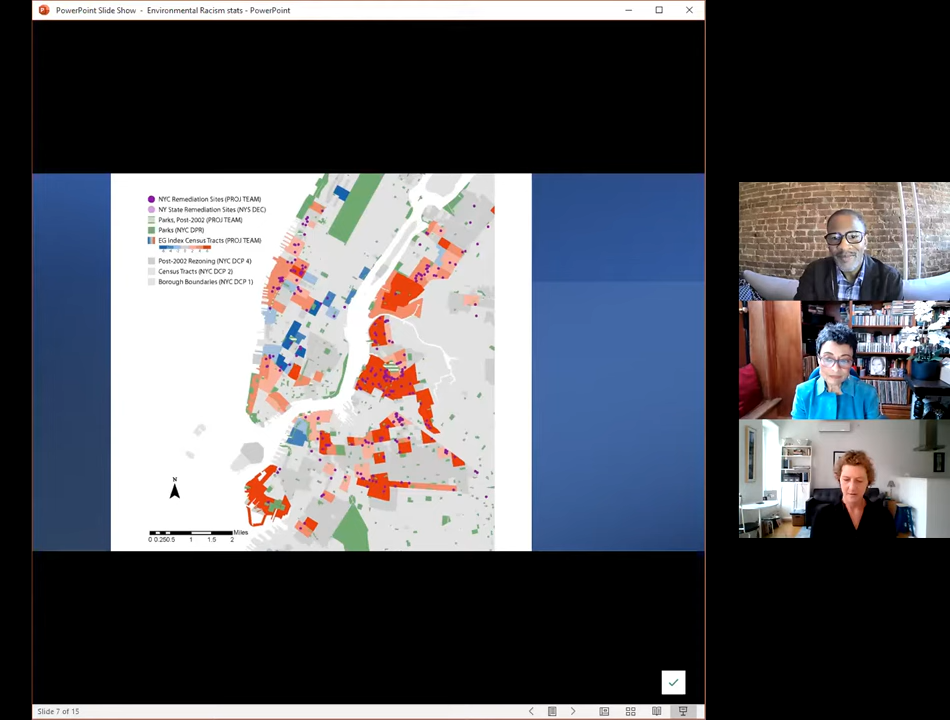 PowerPoint Slide Show - Environmental Racism stats - PowerPoint
NYC Remediation Sites (PROJ TEAM)
NY State Remediation Sites (NYS DEC)
Parks, Post-2002 (PROJ TEAM)
Parks (NYC DPR)
EG Index Census Tracts (PROJ TEAM)
Post-2002 Rezoning (NYC DCP 4)
Census Tracts (NYC DCP 2)
Borough Boundaries (NYC DCP 1)
N
Miles
0 0.250.5 1 1.5 2
Slide 7 of 15